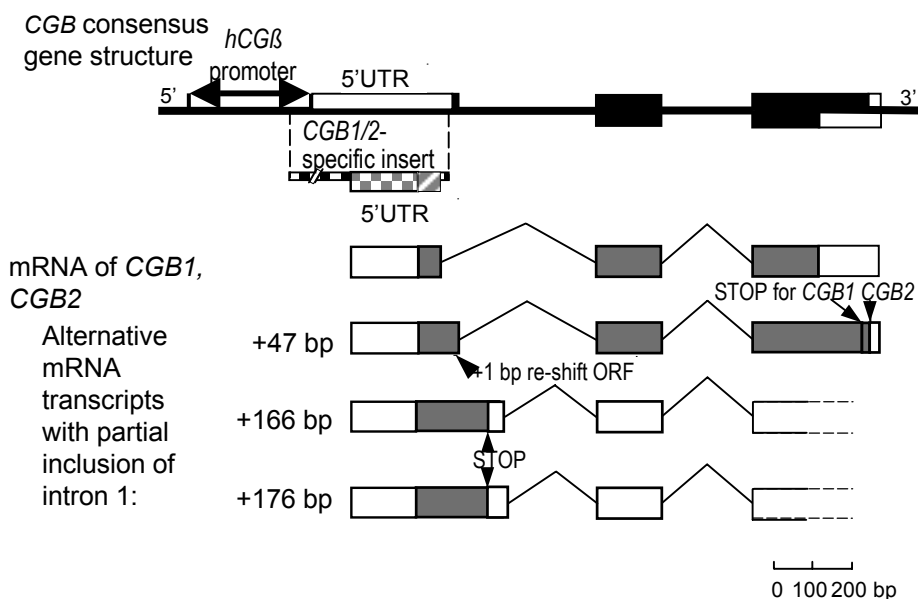 CGB consensus
gene structure
hCGß
promoter
5'
5'UTR
3'
CGB1/2-
specific insert
5'UTR
mRNA of CGB1,
CGB2
STOP for CGB1 CGB2
Alternative
mRNA
transcripts
with partial
inclusion of
intron 1:
+47 bp
+1 bp re-shift ORF
+166 bp
STOP
+176 bp
0 100 200 bp